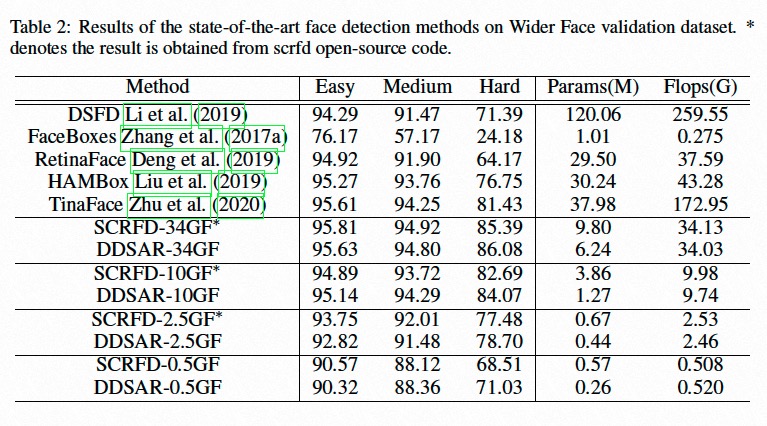 Table 2: Results of the state-of-the-art face detection methods on Wider Face validation dataset. *
denotes the result is obtained from scrfd open-source code.
Method Easy Medium Hard Params(M) Flops(G)
DSFD Li et al. (2019) 94.29 91.47 71.39 120.06 259.55
FaceBoxes Zhang et al. (2017a) 76.17 57.17 24.18 1.01 0.275
RetinaFace Deng et al. (2019) 94.92 91.90 64.17 29.50 37.59
HAMBox Liu et al. (2019) 95.27 93.76 76.75 30.24 43.28
TinaFace Zhu et al. (2020) 95.61 94.25 81.43 37.98 172.95
SCRFD-34GF* 95.81 94.92 85.39 9.80 34.13
DDSAR-34GF 95.63 94.80 86.08 6.24 34.03
SCRFD-10GF* 94.89 93.72 82.69 3.86 9.98
DDSAR-10GF 95.14 94.29 84.07 1.27 9.74
SCRFD-2.5GF* 93.75 92.01 77.48 0.67 2.53
DDSAR-2.5GF 92.82 91.48 78.70 0.44 2.46
SCRFD-0.5GF 90.57 88.12 68.51 0.57 0.508
DDSAR-0.5GF 90.32 88.36 71.03 0.26 0.520